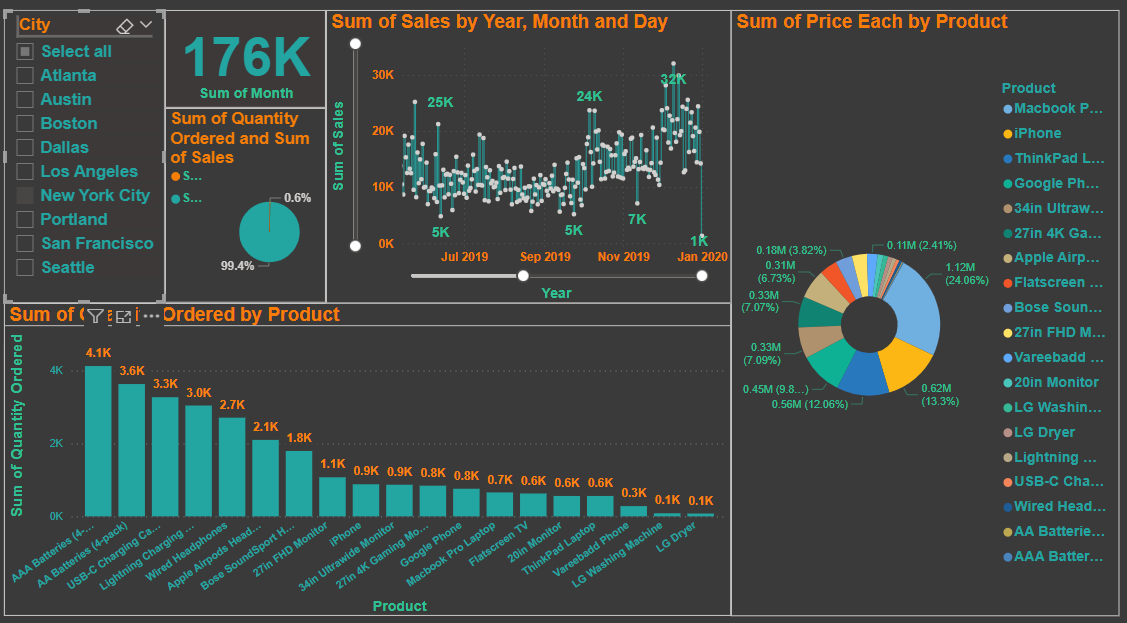 City
Select all
Atlanta
Austin
Boston
Dallas
Los Angeles
New York City
Portland
San Francisco
Seattle
176K
Sum of Month
Sum of Quantity
Ordered and Sum
of Sales
S...
S...
0.6%
99.4%
Sum of Sales by Year, Month and Day
Sum of Sales
30K
20K
10K
0K
25K
5K
24K
5K
7K
32K
1K
Jul 2019
Sep 2019
Nov 2019
Jan 2020
Year
Sum of Price Each by Product
0.18M (3.82%)
0.11M (2.41%)
0.31M
(6.73%)
1.12M
(24.06%)
0.33M
(7.07%)
0.33M
(7.09%)
0.45M (9.8...)
0.56M (12.06%)
0.62M
(13.3%)
Product
Macbook P...
iPhone
ThinkPad L...
Google Ph...
34in Ultraw...
27in 4K Ga...
Apple Airp...
Flatscreen ...
Bose Soun...
27in FHD M...
Vareebadd ...
20in Monitor
LG Washin...
LG Dryer
Lightning ...
USB-C Cha...
Wired Head...
AA Batterie...
AAA Batter...
Sum of Ordered by Product
Sum of Quantity Ordered
4K
2K
0K
4.1K
3.6K
3.3K
3.0K
2.7K
2.1K
1.8K
1.1K
0.9K
0.9K
0.8K
0.8K
0.7K
0.6K
0.6K
0.6K
0.3K
0.1K
0.1K
AAA Batteries (4-...
AA Batteries (4-pack)
USB-C Charging Ca...
Lightning Charging ...
Wired Headphones
Apple Airpods Head...
Bose SoundSport H...
27in FHD Monitor
iPhone
34in Ultrawide Monitor
27in 4K Gaming Mo...
Google Phone
Macbook Pro Laptop
Flatscreen TV
20in Monitor
ThinkPad Laptop
Vareebadd Phone
LG Washing Machine
LG Dryer
Product